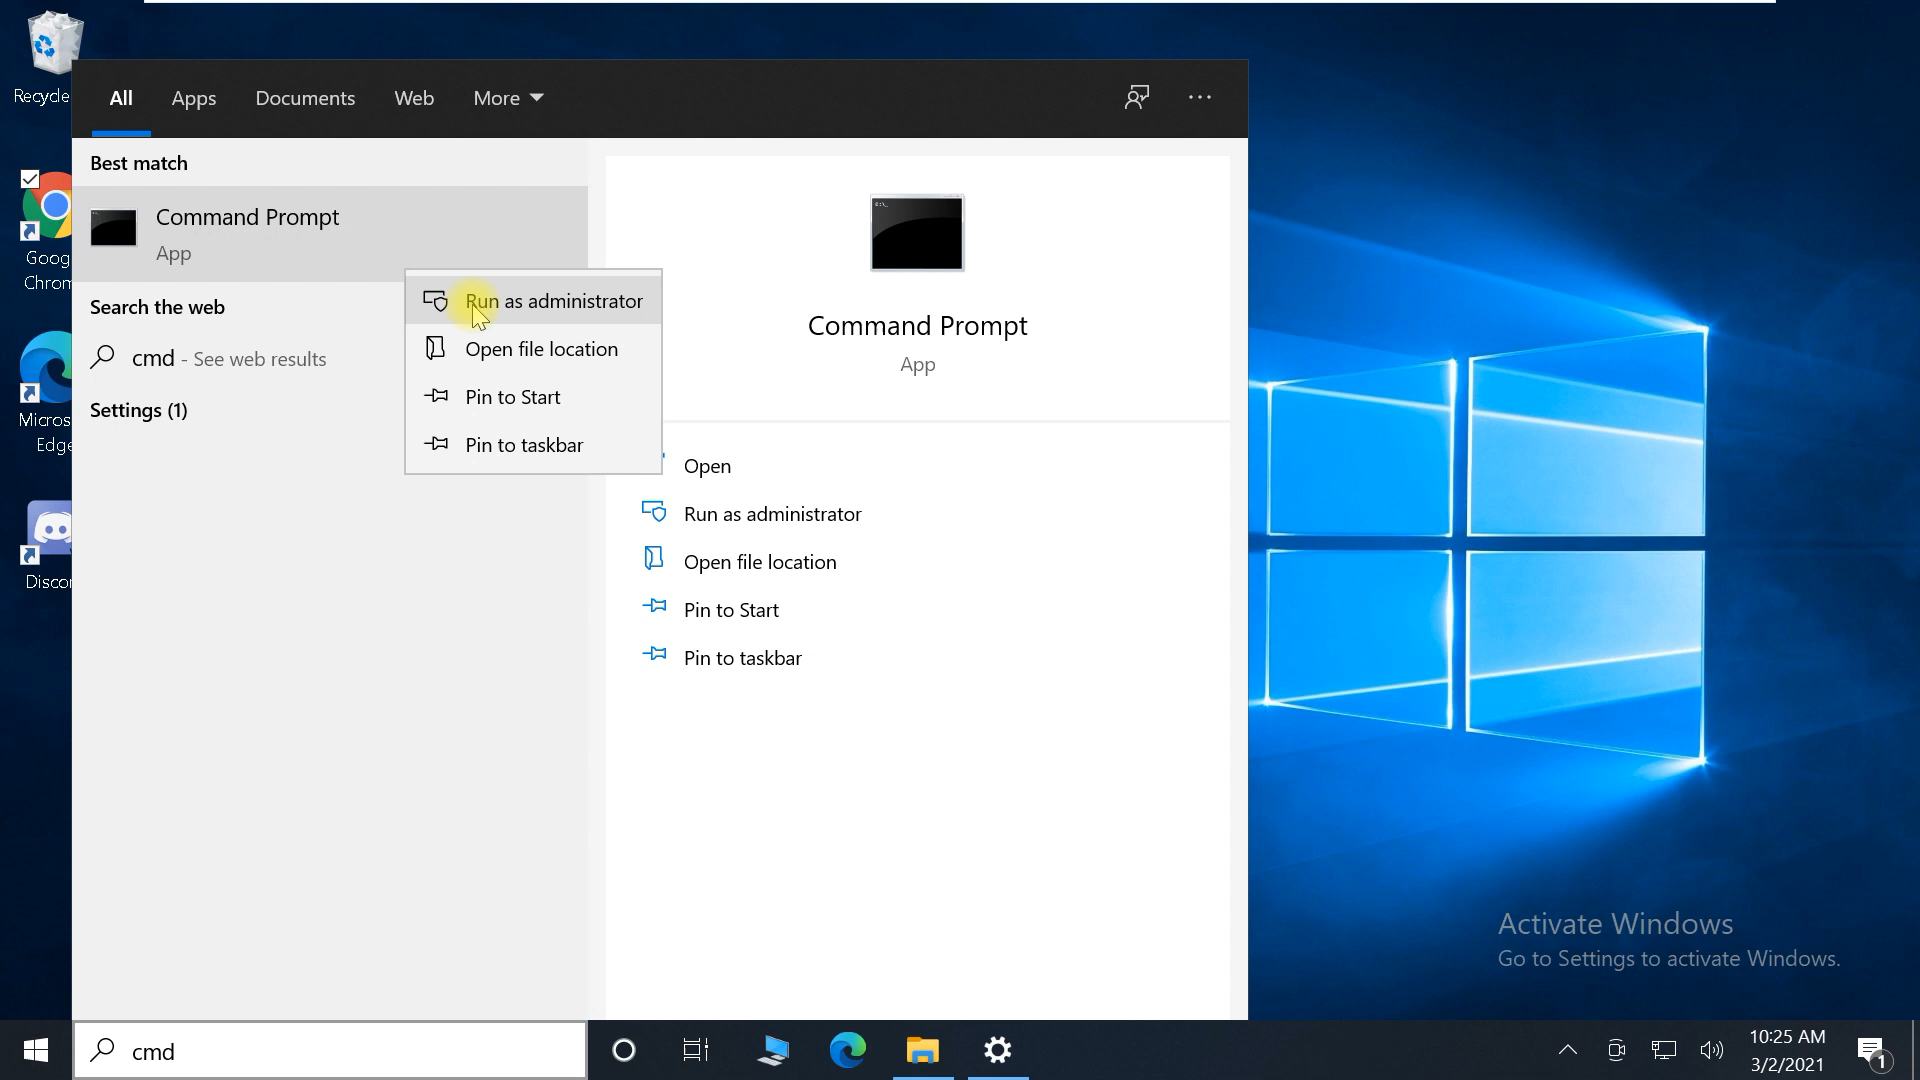 Recycle
Goog
Chrom
Micros
Edge
Discor
All
Apps
Documents
Web
More
Best match
Command Prompt
App
Search the web
cmd - See web results
Settings (1)
Run as administrator
Open file location
Pin to Start
Pin to taskbar
Command Prompt
App
Open
Run as administrator
Open file location
Pin to Start
Pin to taskbar
Activate Windows
Go to Settings to activate Windows.
cmd
10:25 AM
3/2/2021
1